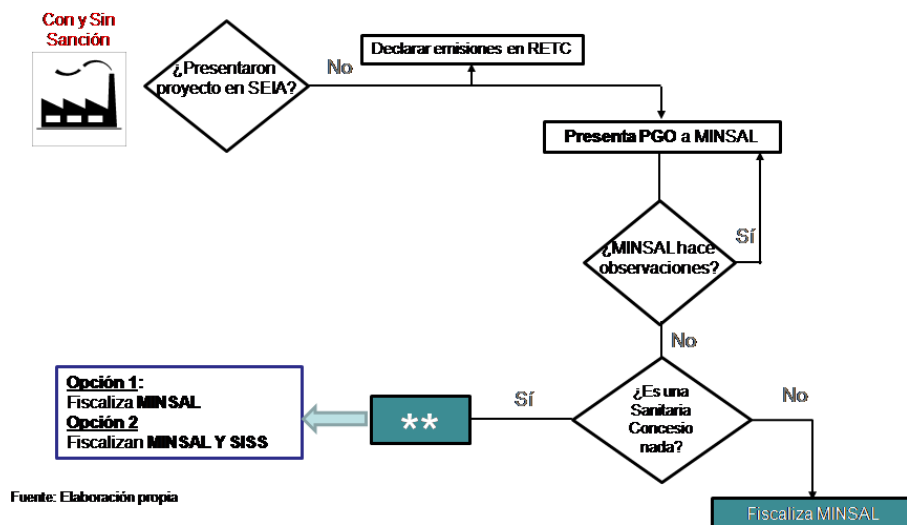 Con y Sin
Sanción
¿Presentaron
proyecto en SEIA?
No
Declarar emisiones en RETC
Presenta PGO a MINSAL
¿MINSAL hace
observaciones?
Sí
No
¿Es una
Sanitaria
Concesio
nada?
Sí
No
**
Opción 1:
Fiscaliza MINSAL
Opción 2
Fiscalizan MINSAL Y SISS
Fiscaliza MINSAL
Fuente: Elaboración propia